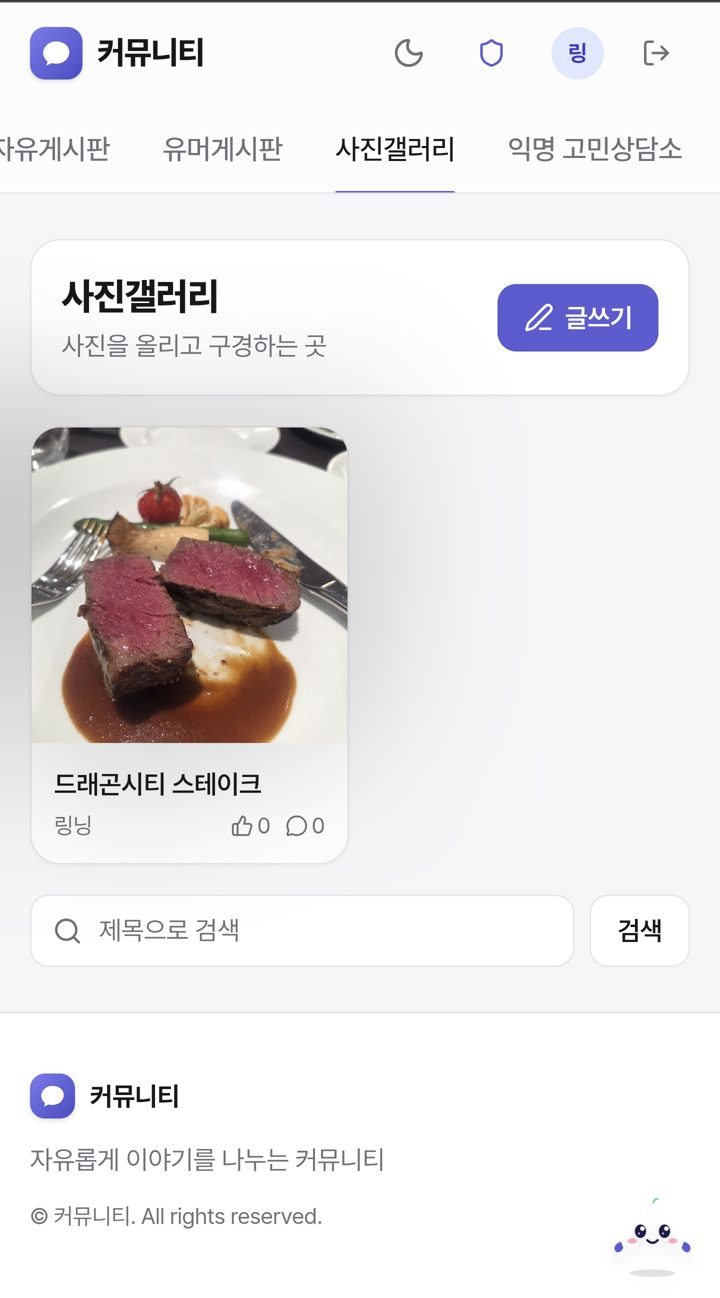 커뮤니티
링
자유게시판 유머게시판 사진갤러리 익명 고민상담소
사진갤러리
사진을 올리고 구경하는 곳
글쓰기
드래곤시티 스테이크
링닝 0 0
제목으로 검색 검색
커뮤니티
자유롭게 이야기를 나누는 커뮤니티
© 커뮤니티. All rights reserved.